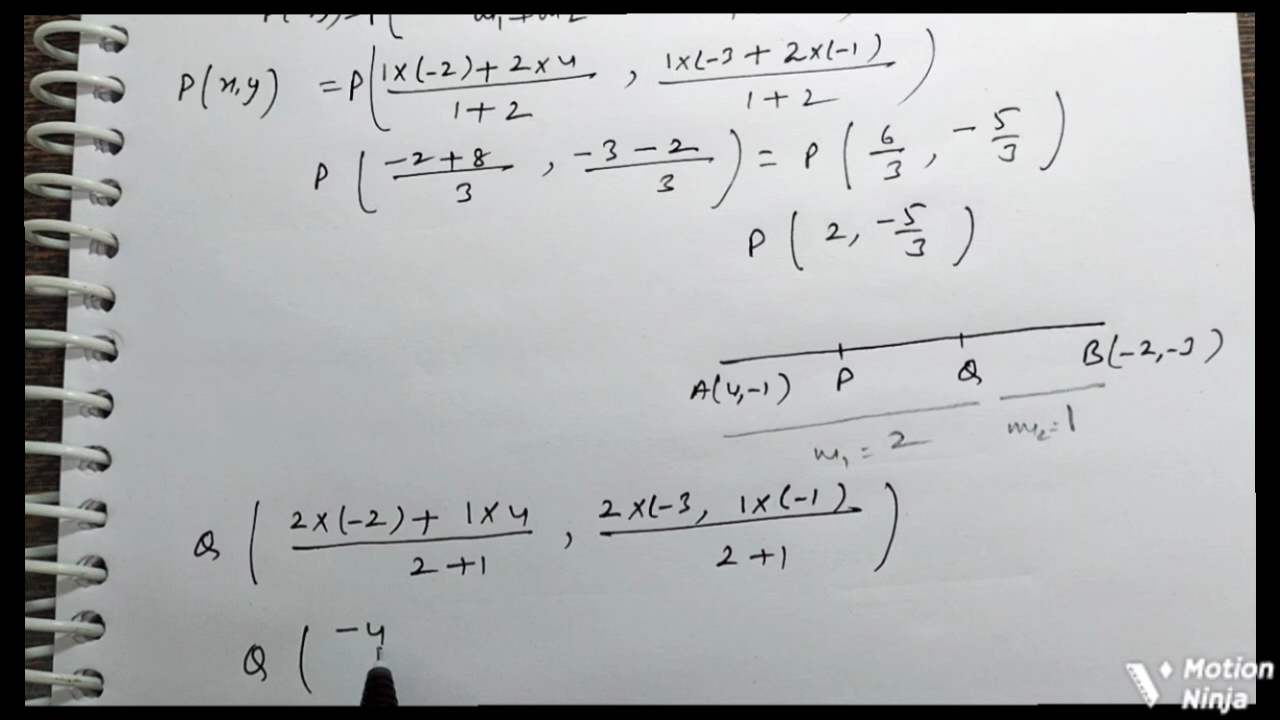 P(x,y) = P( 1×(-2)+2×4 / 1+2 , 1×(-3 + 2×(-1) / 1+2 )
P( -2+8 / 3 , -3-2 / 3 ) = P( 6/3 , -5/3 )
P( 2, -5/3 )
A(4,-1) P Q B(-2,-3)
m₁ = 2 m₂=1
Q( 2×(-2)+ 1×4 / 2+1 , 2×(-3, 1×(-1) / 2+1 )
Q( -4
Motion
Ninja